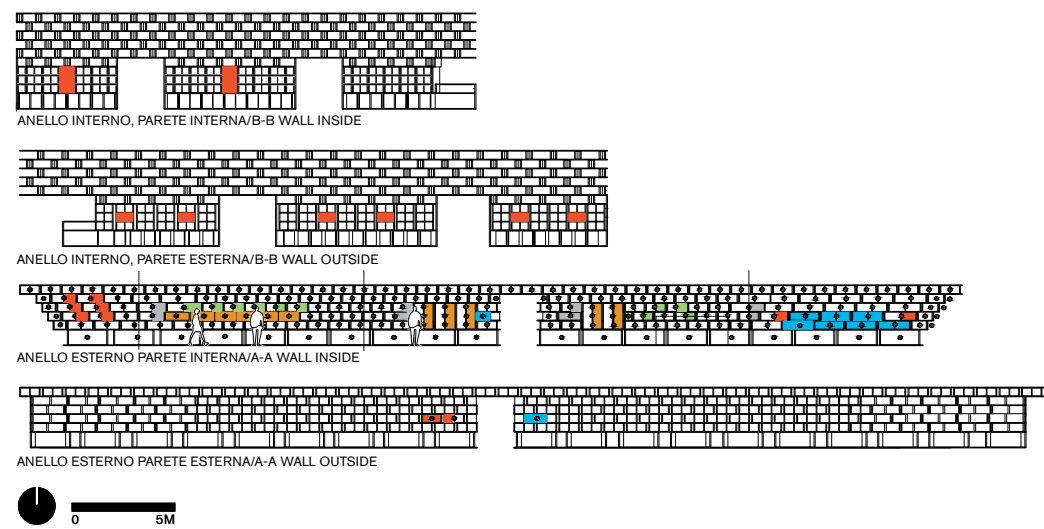 ANELLO INTERNO, PARETE INTERNA/B-B WALL INSIDE
ANELLO INTERNO, PARETE ESTERNA/B-B WALL OUTSIDE
ANELLO ESTERNO PARETE INTERNA/A-A WALL INSIDE
ANELLO ESTERNO PARETE ESTERNA/A-A WALL OUTSIDE
0 5M